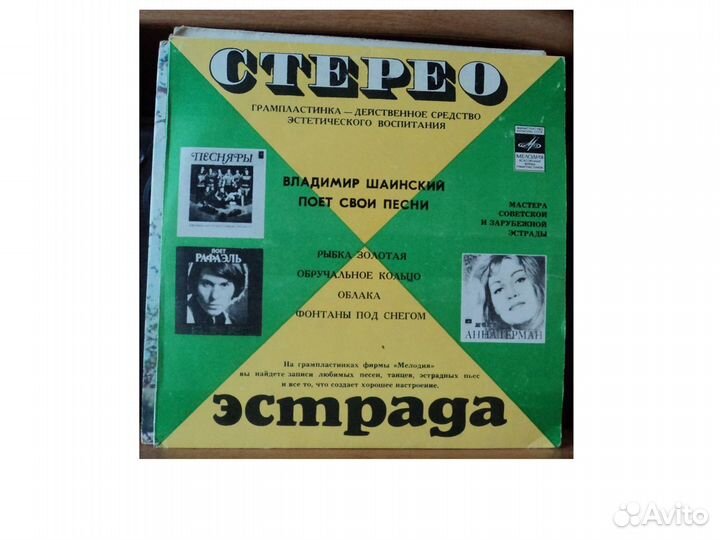 СТЕРЕО
ГРАМПЛАСТИНКА — ДЕЙСТВЕННОЕ СРЕДСТВО
ЭСТЕТИЧЕСКОГО ВОСПИТАНИЯ
МЕЛОДИЯ
ПЕСНЯРЫ
ВЛАДИМИР ШАИНСКИЙ
ПОЕТ СВОИ ПЕСНИ
МАСТЕРА
СОВЕТСКОЙ
И ЗАРУБЕЖНОЙ
ЭСТРАДЫ
ПОЕТ
РАФАЭЛЬ
РЫБКА ЗОЛОТАЯ
ОБРУЧАЛЬНОЕ КОЛЬЦО
ОБЛАКА
ФОНТАНЫ ПОД СНЕГОМ
АННА ГЕРМАН
На грампластинках фирмы «Мелодия»
вы найдете записи любимых песен, танцев, эстрадных пьес
и все то, что создает хорошее настроение.
эстрада
Avito